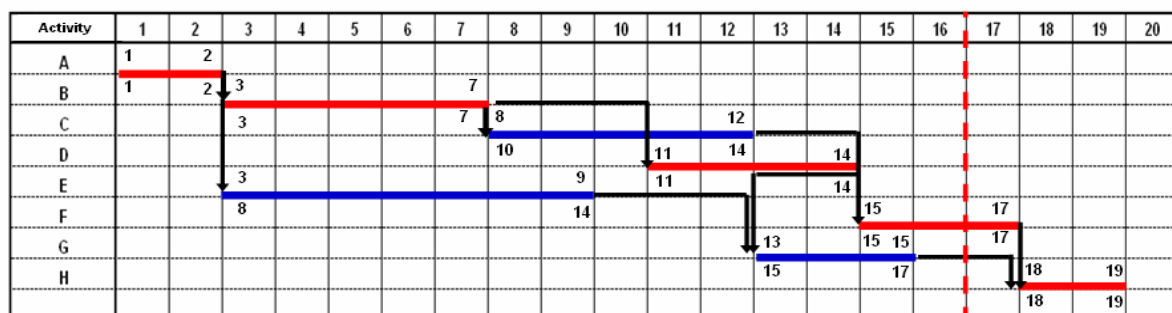 Activity 1 2 3 4 5 6 7 8 9 10 11 12 13 14 15 16 17 18 19 20
A 1 2
1 2
B 3 7
3 7
C 8 12
10 14
D 11 14
11 14
E 3 9
8 14
F 15 17
15 17
G 13 15
15 17
H 18 19
18 19